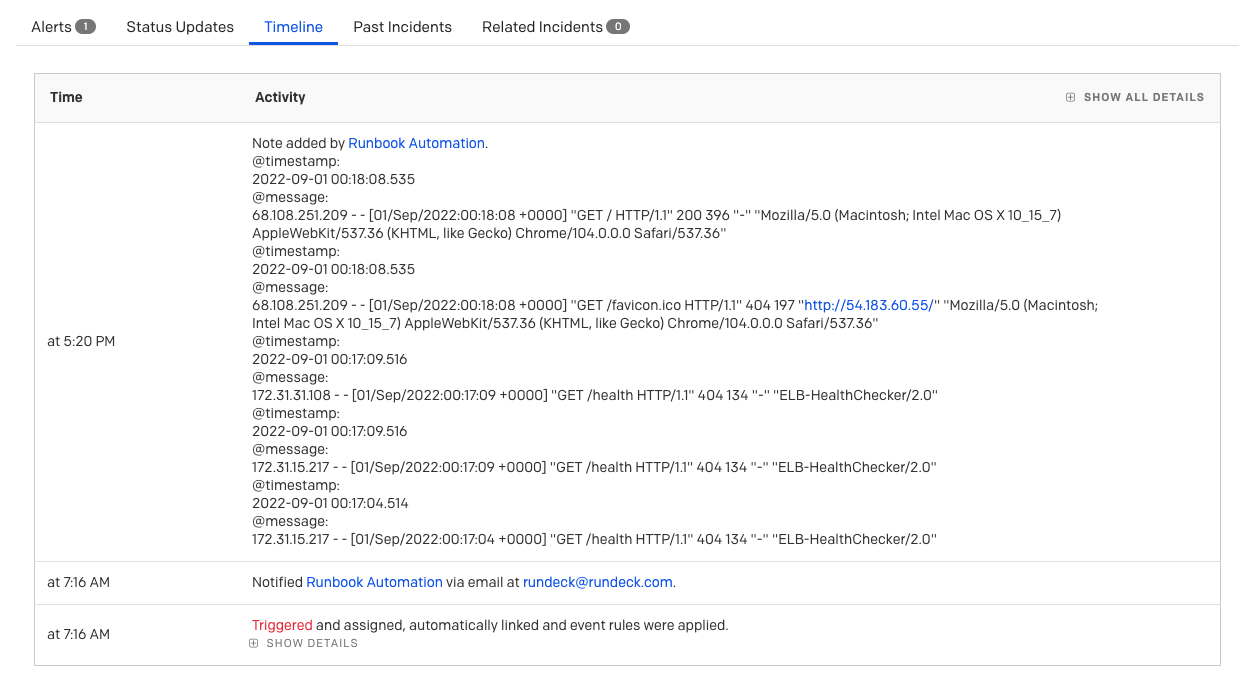 Alerts 1 Status Updates Timeline Past Incidents Related Incidents 0
Time Activity SHOW ALL DETAILS
at 5:20 PM
Note added by Runbook Automation.
@timestamp:
2022-09-01 00:18:08.535
@message:
68.108.251.209 - - [01/Sep/2022:00:18:08 +0000] "GET / HTTP/1.1" 200 396 "-" "Mozilla/5.0 (Macintosh; Intel Mac OS X 10_15_7)
AppleWebKit/537.36 (KHTML, like Gecko) Chrome/104.0.0.0 Safari/537.36"
@timestamp:
2022-09-01 00:18:08.535
@message:
68.108.251.209 - - [01/Sep/2022:00:18:08 +0000] "GET /favicon.ico HTTP/1.1" 404 197 "http://54.183.60.55/" "Mozilla/5.0 (Macintosh;
Intel Mac OS X 10_15_7) AppleWebKit/537.36 (KHTML, like Gecko) Chrome/104.0.0.0 Safari/537.36"
@timestamp:
2022-09-01 00:17:09.516
@message:
172.31.31.108 - - [01/Sep/2022:00:17:09 +0000] "GET /health HTTP/1.1" 404 134 "-" "ELB-HealthChecker/2.0"
@timestamp:
2022-09-01 00:17:09.516
@message:
172.31.15.217 - - [01/Sep/2022:00:17:09 +0000] "GET /health HTTP/1.1" 404 134 "-" "ELB-HealthChecker/2.0"
@timestamp:
2022-09-01 00:17:04.514
@message:
172.31.15.217 - - [01/Sep/2022:00:17:04 +0000] "GET /health HTTP/1.1" 404 134 "-" "ELB-HealthChecker/2.0"
at 7:16 AM Notified Runbook Automation via email at rundeck@rundeck.com.
at 7:16 AM Triggered and assigned, automatically linked and event rules were applied.
SHOW DETAILS